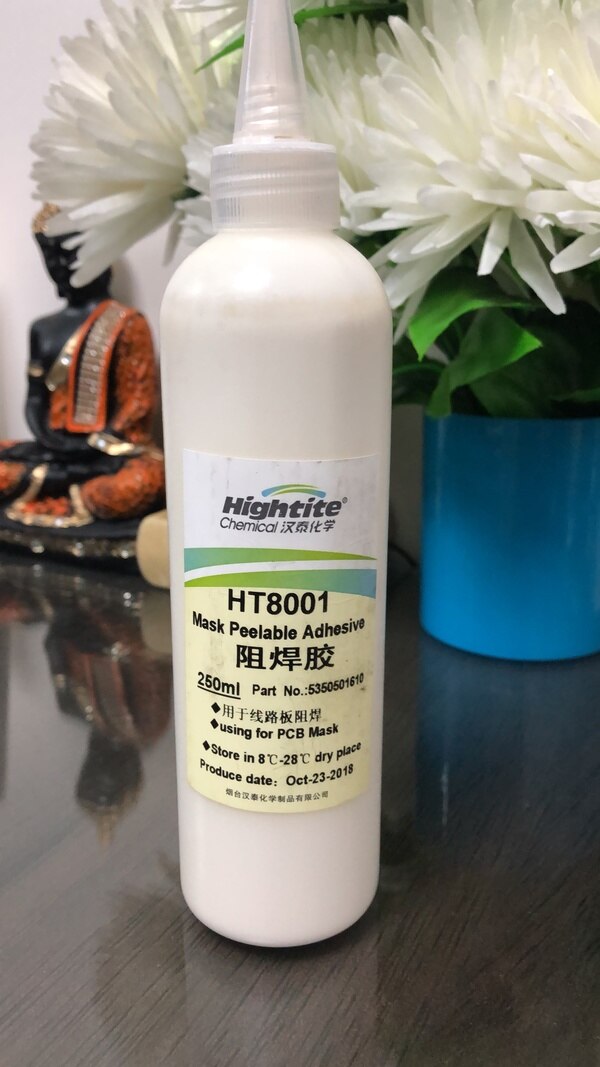 Hightite®
Chemical 汉泰化学
HT8001
Mask Peelable Adhesive
阻焊胶
250ml Part No.:5350501610
◆用于线路板阻焊
◆using for PCB Mask
◆Store in 8℃-28℃ dry place
Produce date：Oct-23-2018
烟台汉泰化学制品有限公司